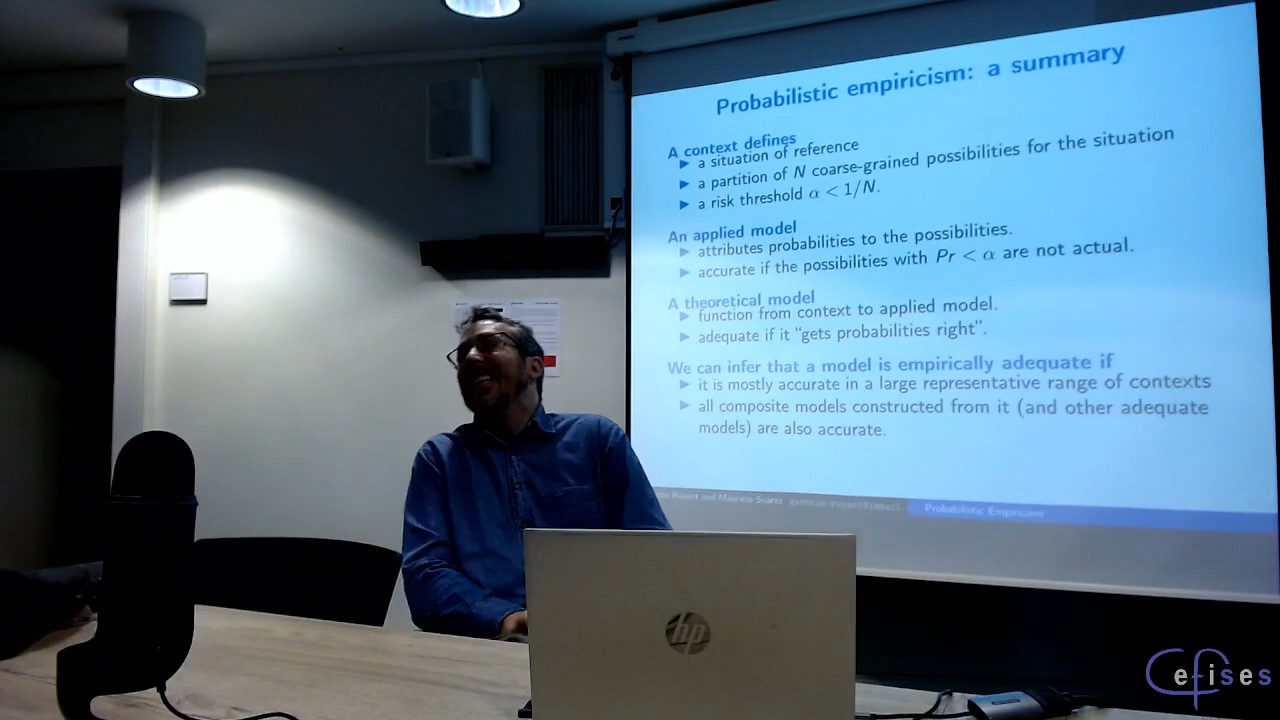 Probabilistic empiricism: a summary
A context defines
a situation of reference
a partition of N coarse-grained possibilities for the situation
a risk threshold α < 1/N.
An applied model
attributes probabilities to the possibilities.
accurate if the possibilities with Pr < α are not actual.
A theoretical model
function from context to applied model.
adequate if it "gets probabilities right".
We can infer that a model is empirically adequate if
it is mostly accurate in a large representative range of contexts
all composite models constructed from it (and other adequate
models) are also accurate.
and Mauricio Suárez
Probabilistic Empiricism
hp
Cefises